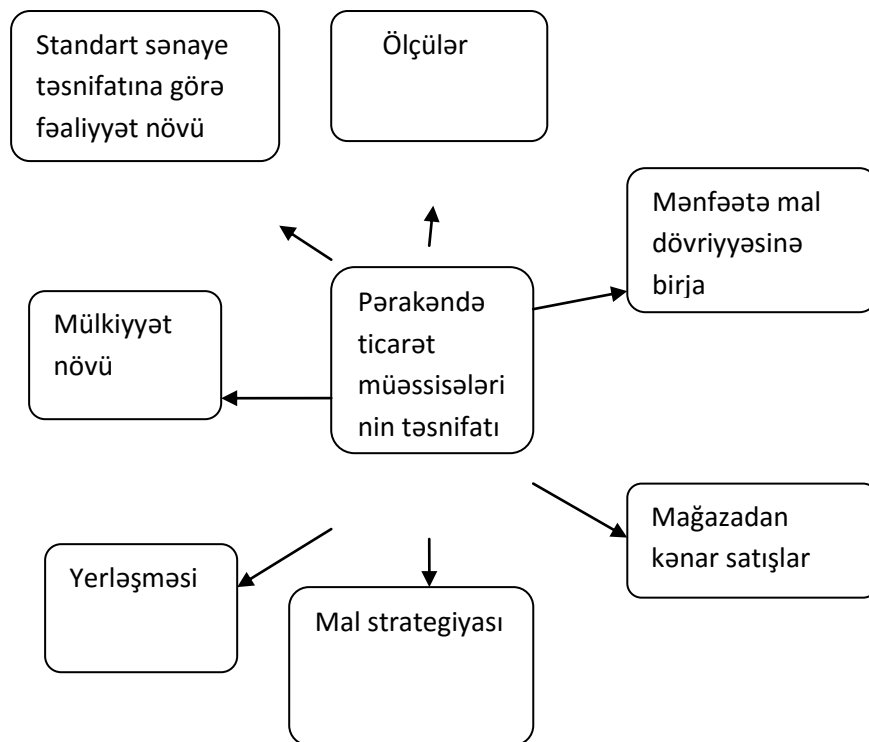 Standart sənaye
təsnifatına görə
fəaliyyət növü
Ölçülər
Mənfəətə mal
dövriyyəsinə
birja
Mülkiyyət
növü
Pərakəndə
ticarət
müəssisələri
nin təsnifatı
Mağazadan
kənar satışlar
Yerləşməsi
Mal strategiyası